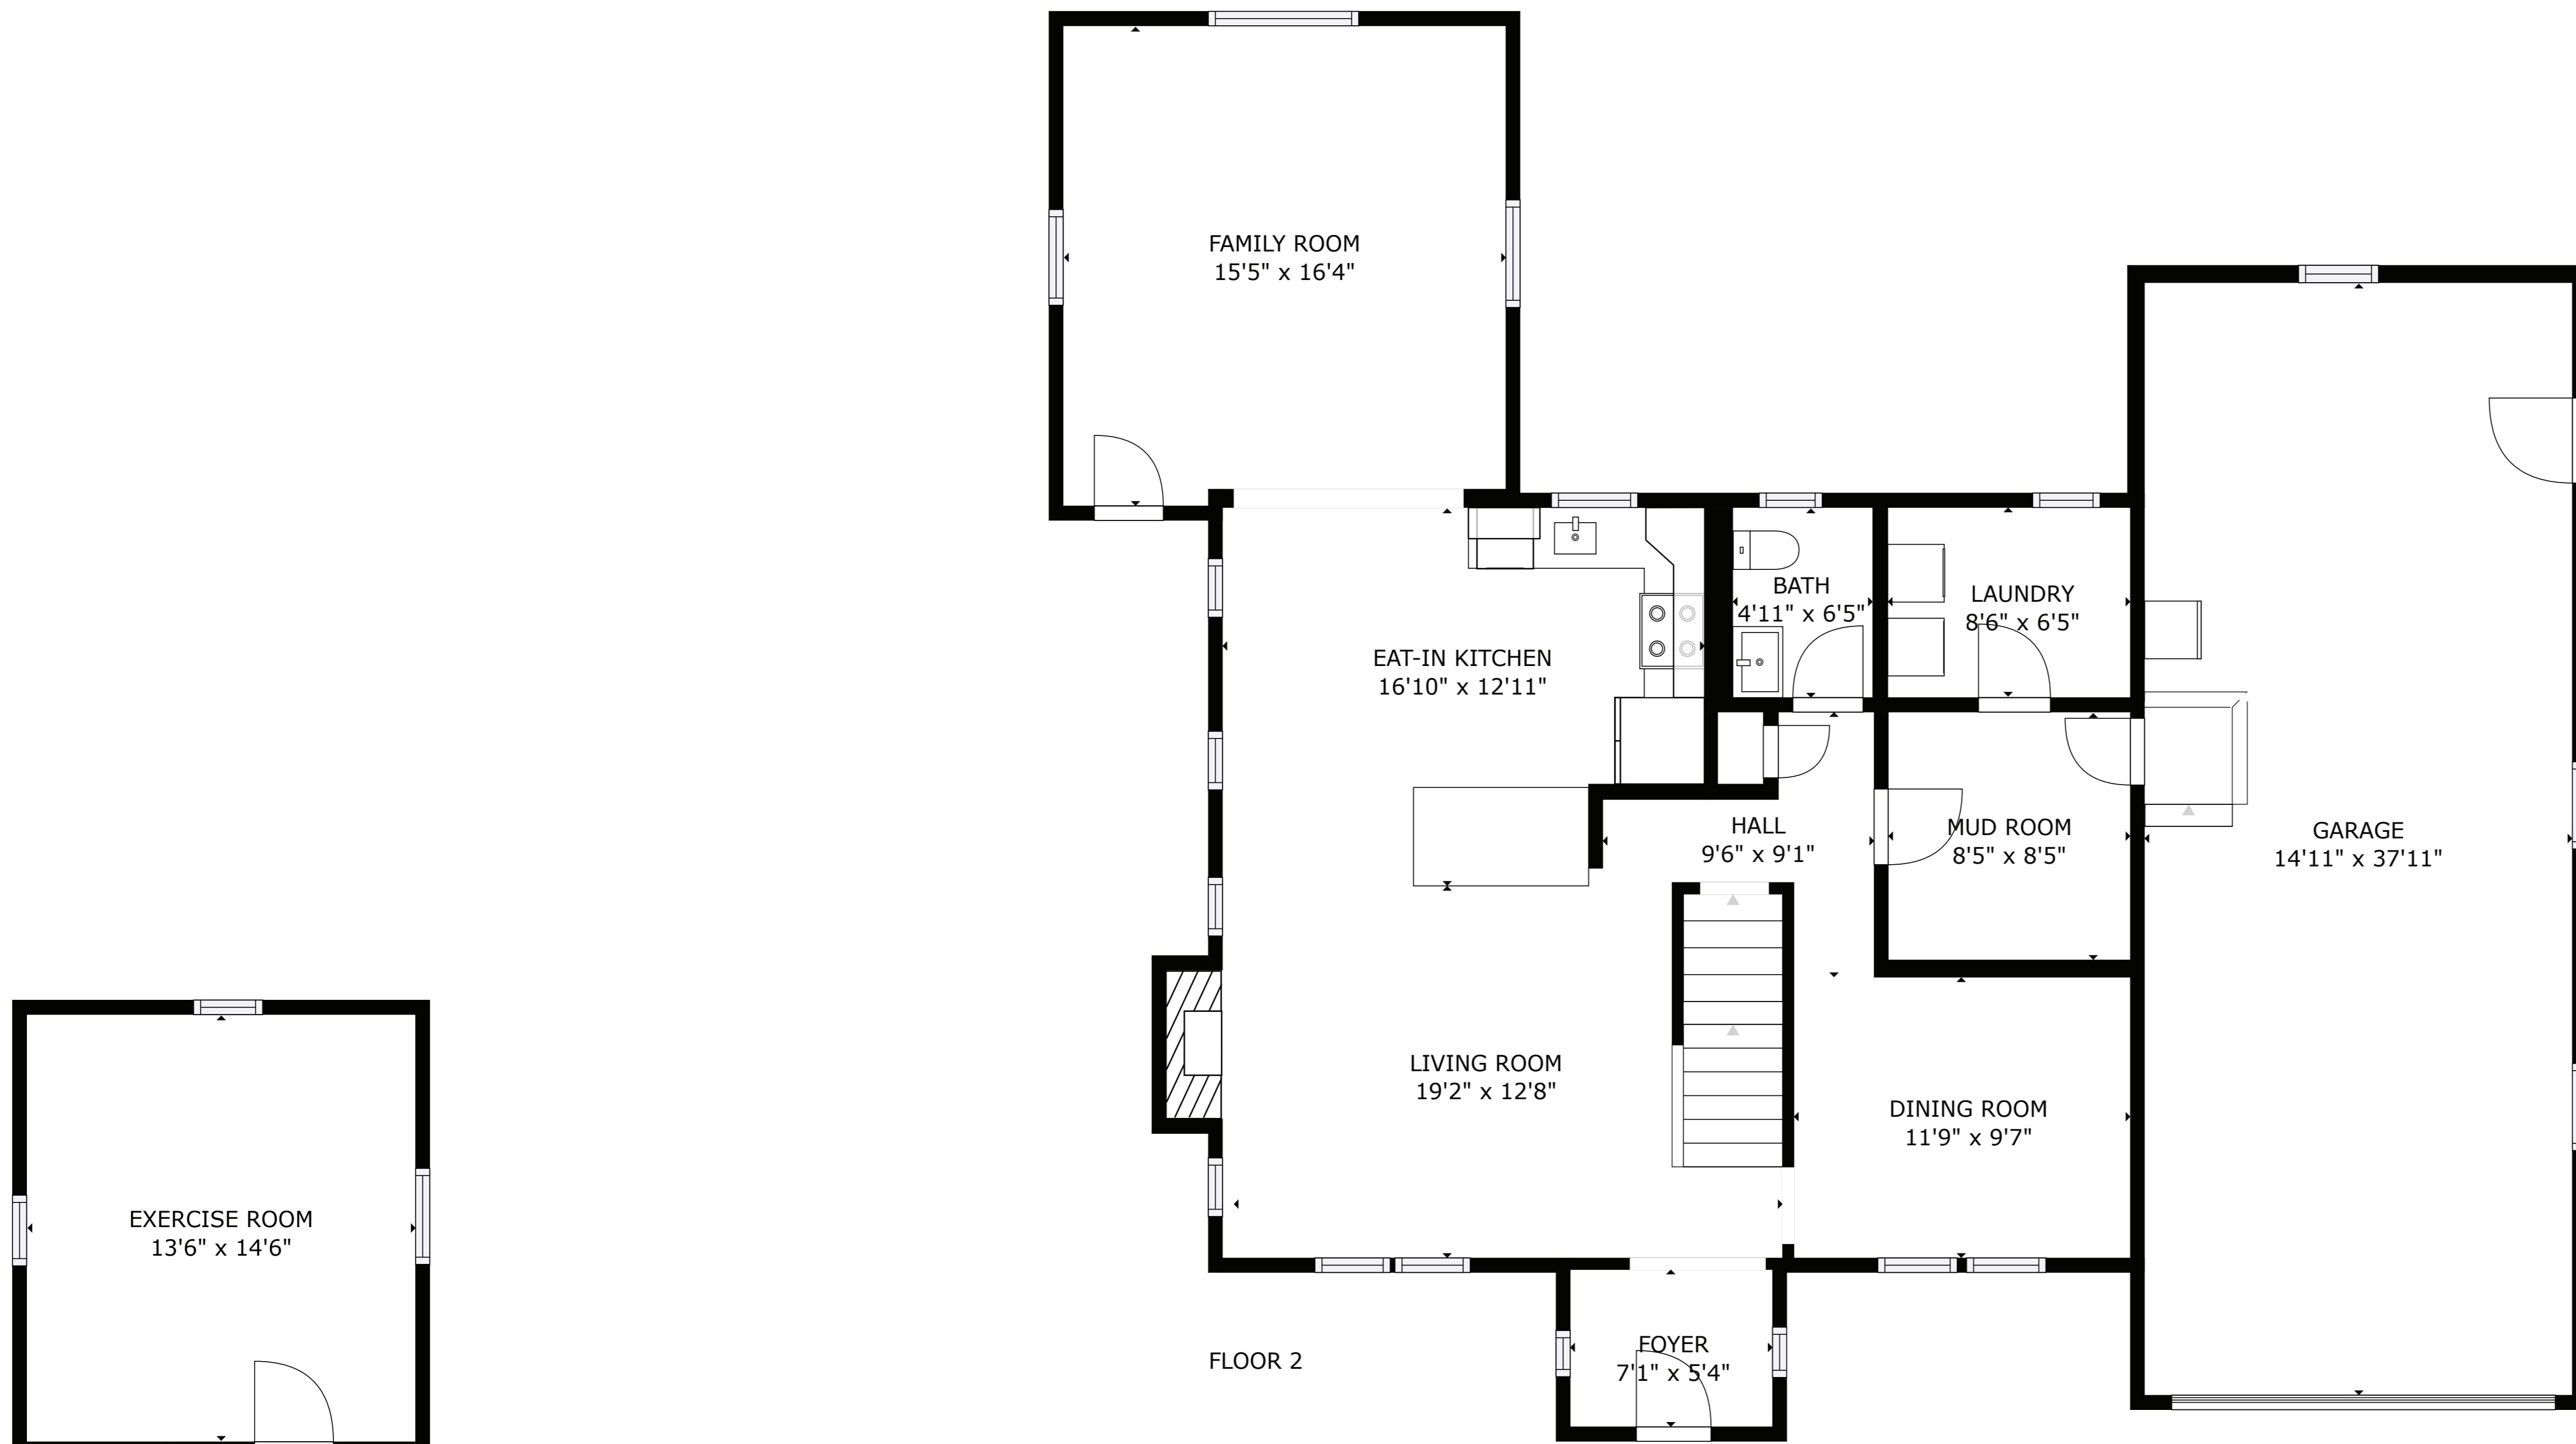 FAMILY ROOM
15'5" x 16'4"
BATH
4'11" x 6'5"
LAUNDRY
8'6" x 6'5"
EAT-IN KITCHEN
16'10" x 12'11"
HALL
9'6" x 9'1"
MUD ROOM
8'5" x 8'5"
GARAGE
14'11" x 37'11"
LIVING ROOM
19'2" x 12'8"
DINING ROOM
11'9" x 9'7"
EXERCISE ROOM
13'6" x 14'6"
FOYER
7'1" x 5'4"
FLOOR 2